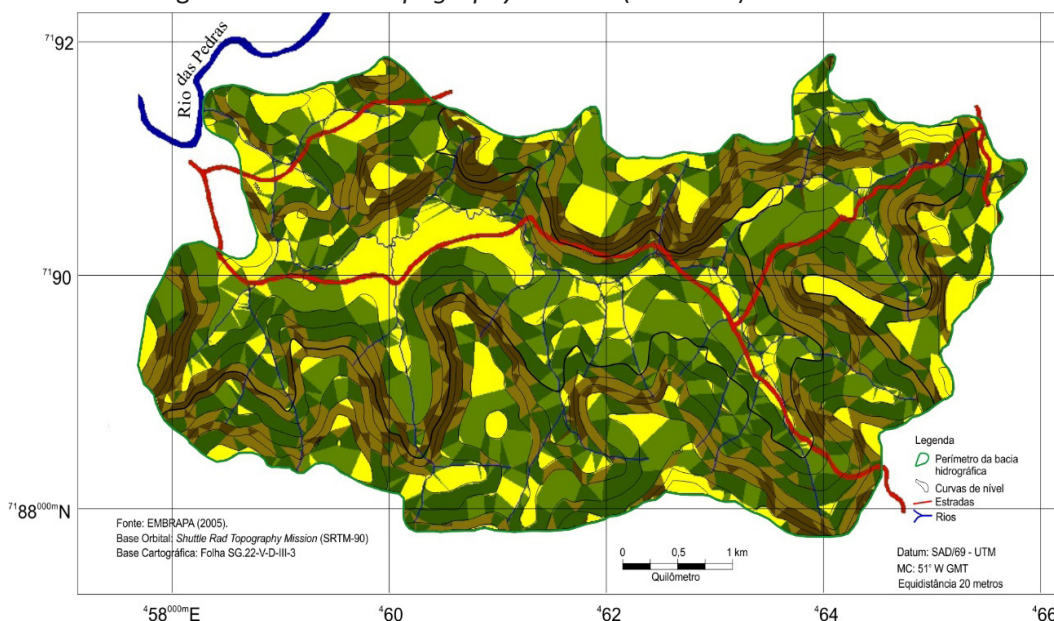 ⁷¹92
Rio das Pedras
⁷¹90
Legenda
Perímetro da bacia
hidrográfica
Curvas de nível
Estradas
Rios
⁷¹88⁰⁰⁰ᵐN
Fonte: EMBRAPA (2005).
Base Orbital: Shuttle Rad Topography Mission (SRTM-90)
Base Cartográfica: Folha SG.22-V-D-III-3
0 0,5 1 km
Quilômetro
Datum: SAD/69 - UTM
MC: 51° W GMT
Equidistância 20 metros
⁴58⁰⁰⁰ᵐE ⁴60 ⁴62 ⁴64 ⁴66